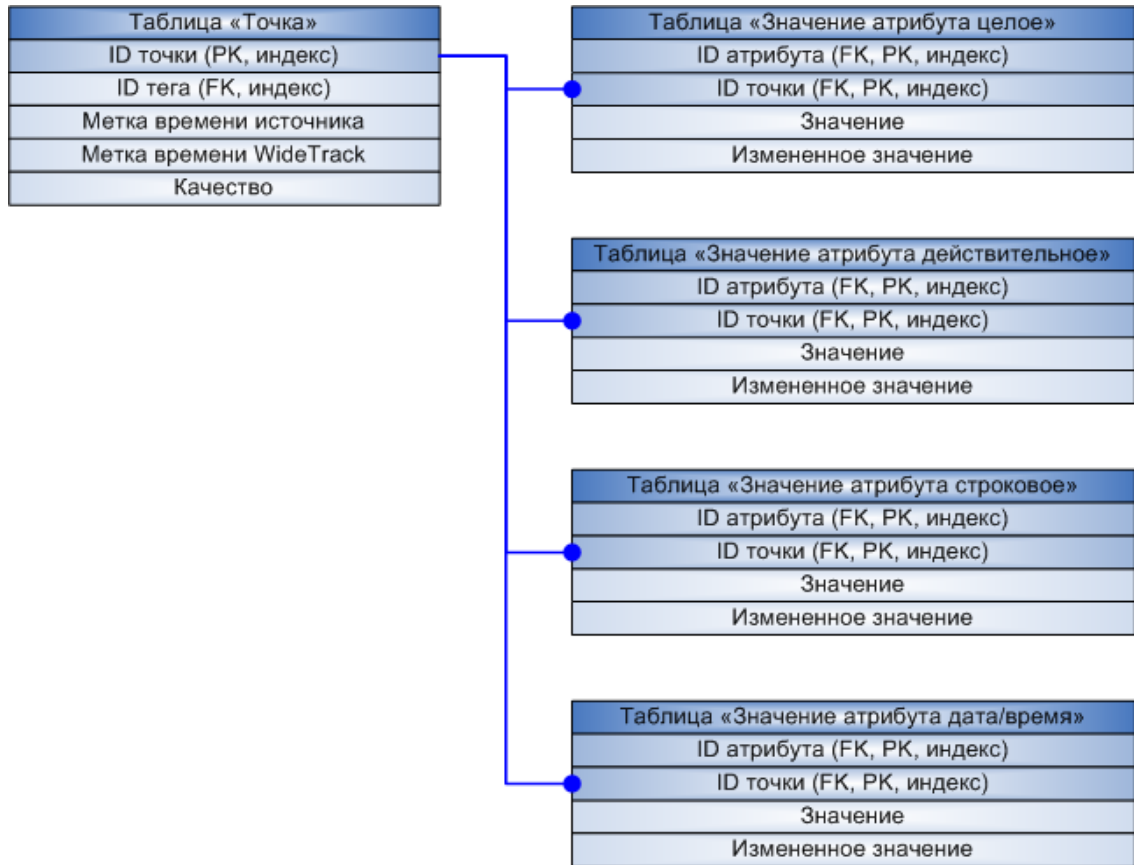 Таблица «Точка»
ID точки (PK, индекс)
ID тега (FK, индекс)
Метка времени источника
Метка времени WideTrack
Качество
Таблица «Значение атрибута целое»
ID атрибута (FK, PK, индекс)
ID точки (FK, PK, индекс)
Значение
Измененное значение
Таблица «Значение атрибута действительное»
ID атрибута (FK, PK, индекс)
ID точки (FK, PK, индекс)
Значение
Измененное значение
Таблица «Значение атрибута строковое»
ID атрибута (FK, PK, индекс)
ID точки (FK, PK, индекс)
Значение
Измененное значение
Таблица «Значение атрибута дата/время»
ID атрибута (FK, PK, индекс)
ID точки (FK, PK, индекс)
Значение
Измененное значение